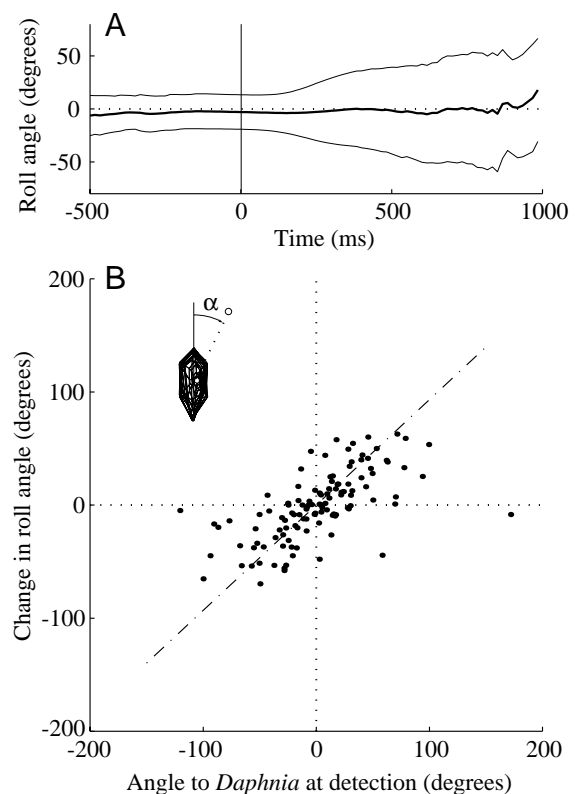 A
Roll angle (degrees)
50
0
-50
-500 0 500 1000
Time (ms)
B
α
Change in roll angle (degrees)
200
100
0
-100
-200
-200 -100 0 100 200
Angle to Daphnia at detection (degrees)